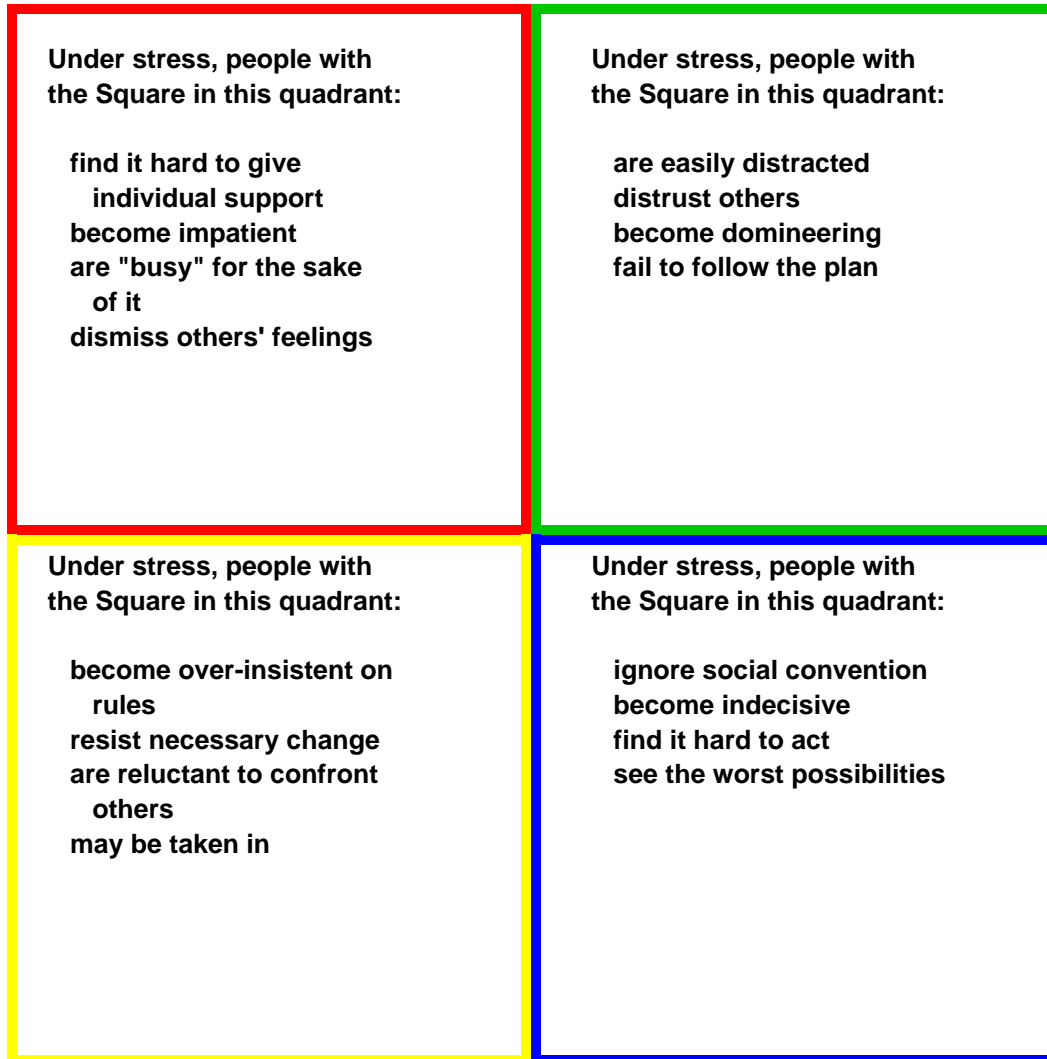 Under stress, people with
the Square in this quadrant:
find it hard to give
individual support
become impatient
are "busy" for the sake
of it
dismiss others' feelings
Under stress, people with
the Square in this quadrant:
are easily distracted
distrust others
become domineering
fail to follow the plan
Under stress, people with
the Square in this quadrant:
become over-insistent on
rules
resist necessary change
are reluctant to confront
others
may be taken in
Under stress, people with
the Square in this quadrant:
ignore social convention
become indecisive
find it hard to act
see the worst possibilities